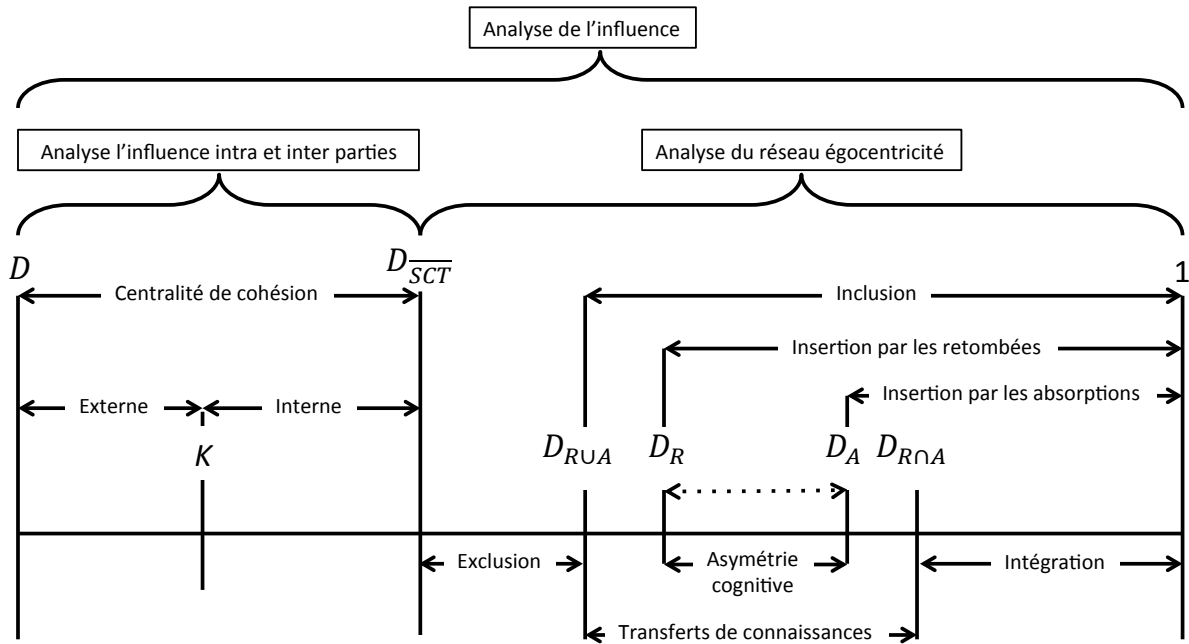 Analyse de l'influence
Analyse l'influence intra et inter parties
Analyse du réseau égocentricité
D
D_{\overline{SCT}}
1
Centralité de cohésion
Inclusion
Insertion par les retombées
Externe
Interne
Insertion par les absorptions
K
D_{R∪A}
D_R
D_A
D_{R∩A}
Exclusion
Asymétrie
cognitive
Intégration
Transferts de connaissances